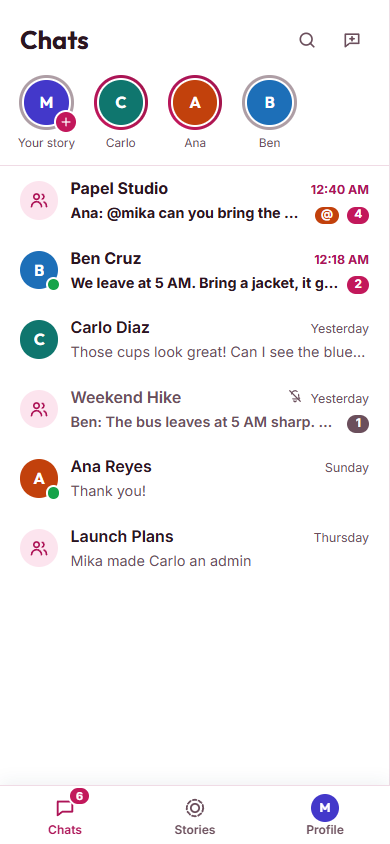 Chats
M
C
A
B
Your story
Carlo
Ana
Ben
Papel Studio 12:40 AM
Ana: @mika can you bring the ... @ 4
B
Ben Cruz 12:18 AM
We leave at 5 AM. Bring a jacket, it g... 2
C
Carlo Diaz Yesterday
Those cups look great! Can I see the blue...
Weekend Hike Yesterday
Ben: The bus leaves at 5 AM sharp. ... 1
A
Ana Reyes Sunday
Thank you!
Launch Plans Thursday
Mika made Carlo an admin
6
M
Chats Stories Profile